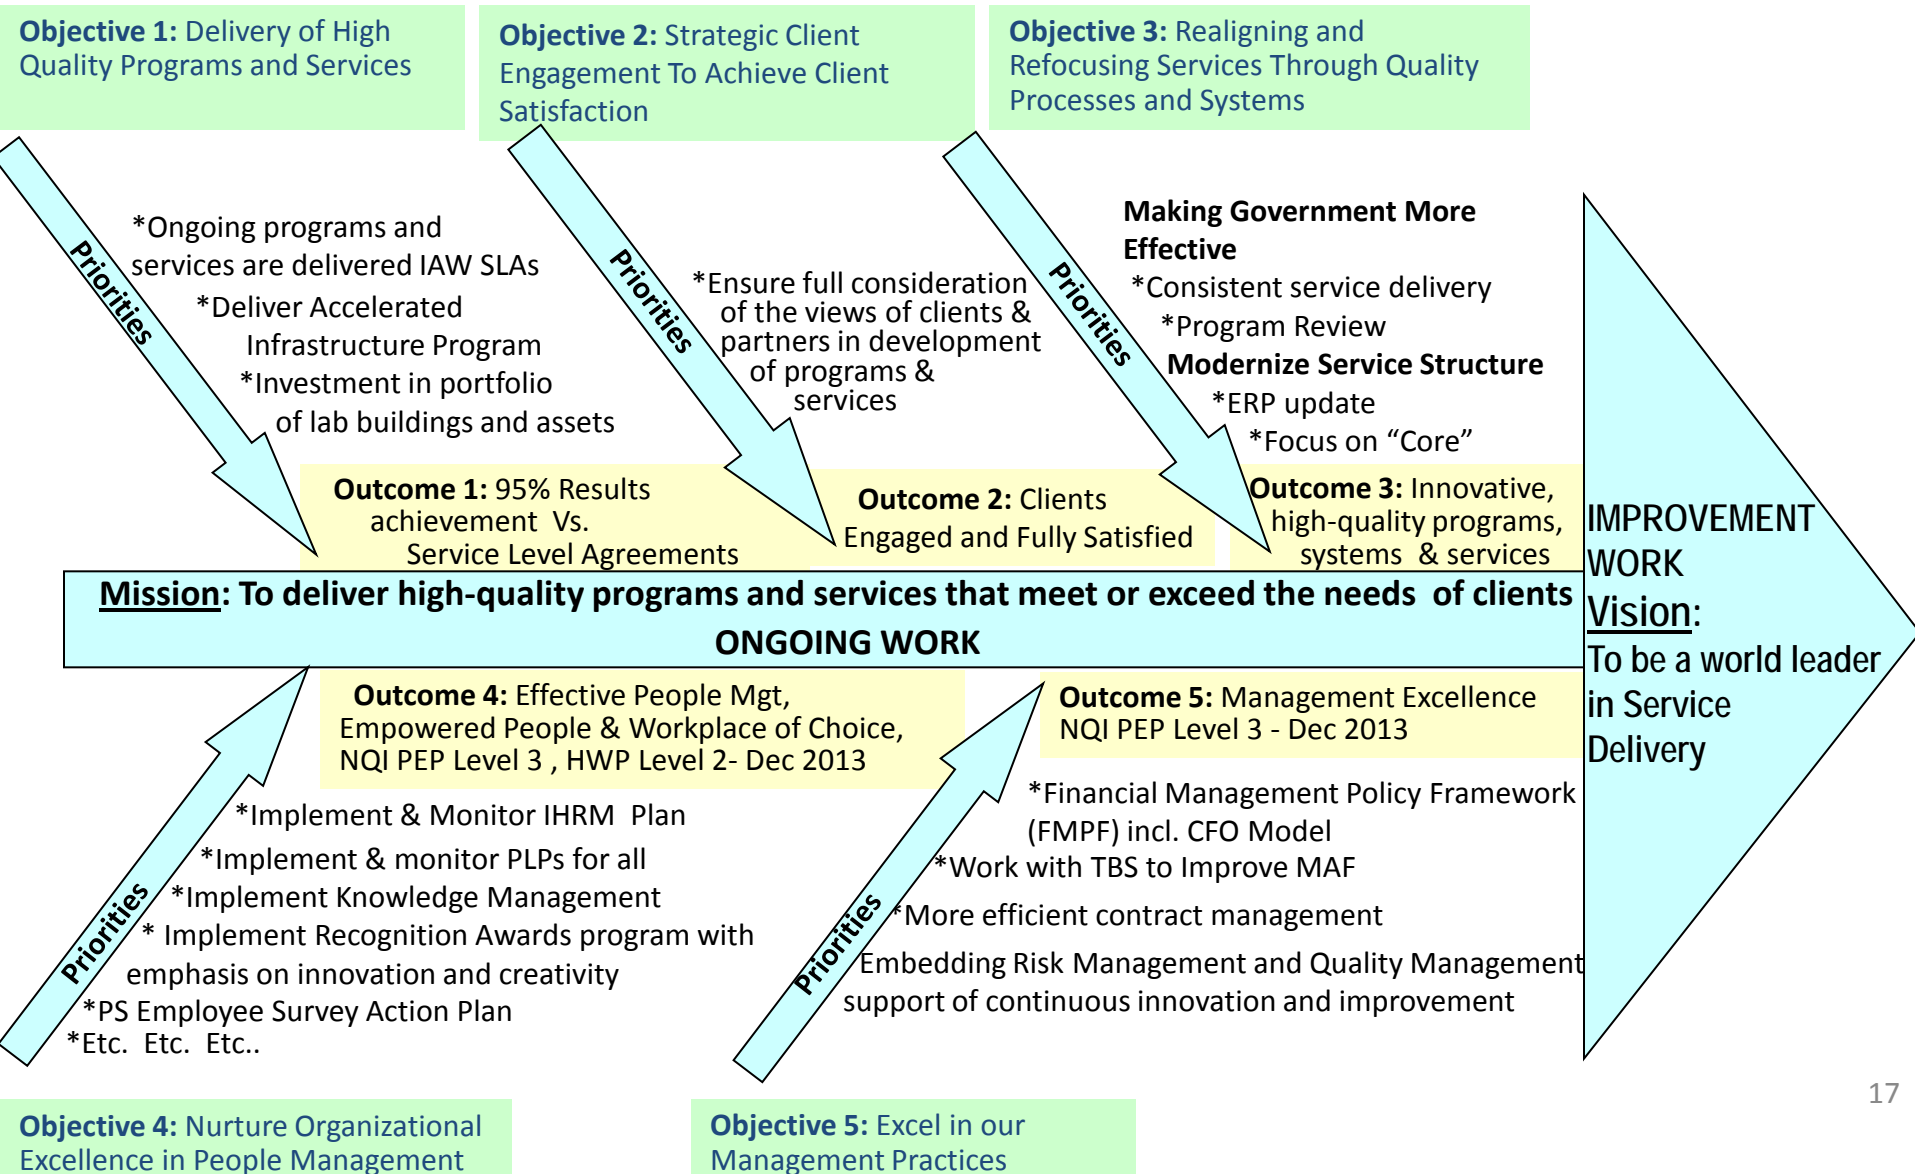 Objective 1: Delivery of High
Quality Programs and Services
Objective 2: Strategic Client
Engagement To Achieve Client
Satisfaction
Objective 3: Realigning and
Refocusing Services Through Quality
Processes and Systems
Priorities
*Ongoing programs and
services are delivered IAW SLAs
*Deliver Accelerated
Infrastructure Program
*Investment in portfolio
of lab buildings and assets
Priorities
*Ensure full consideration
of the views of clients &
partners in development
of programs &
services
Priorities
Making Government More
Effective
*Consistent service delivery
*Program Review
Modernize Service Structure
*ERP update
*Focus on “Core”
Outcome 1: 95% Results
achievement Vs.
Service Level Agreements
Outcome 2: Clients
Engaged and Fully Satisfied
Outcome 3: Innovative,
high-quality programs,
systems & services
Mission: To deliver high-quality programs and services that meet or exceed the needs of clients
ONGOING WORK
IMPROVEMENT
WORK
Vision:
To be a world leader
in Service
Delivery
Outcome 4: Effective People Mgt,
Empowered People & Workplace of Choice,
NQI PEP Level 3 , HWP Level 2- Dec 2013
Outcome 5: Management Excellence
NQI PEP Level 3 - Dec 2013
Priorities
*Implement & Monitor IHRM Plan
*Implement & monitor PLPs for all
*Implement Knowledge Management
* Implement Recognition Awards program with
emphasis on innovation and creativity
*PS Employee Survey Action Plan
*Etc. Etc. Etc..
Priorities
*Financial Management Policy Framework
(FMPF) incl. CFO Model
*Work with TBS to Improve MAF
*More efficient contract management
Embedding Risk Management and Quality Management
support of continuous innovation and improvement
Objective 4: Nurture Organizational
Excellence in People Management
Objective 5: Excel in our
Management Practices
17